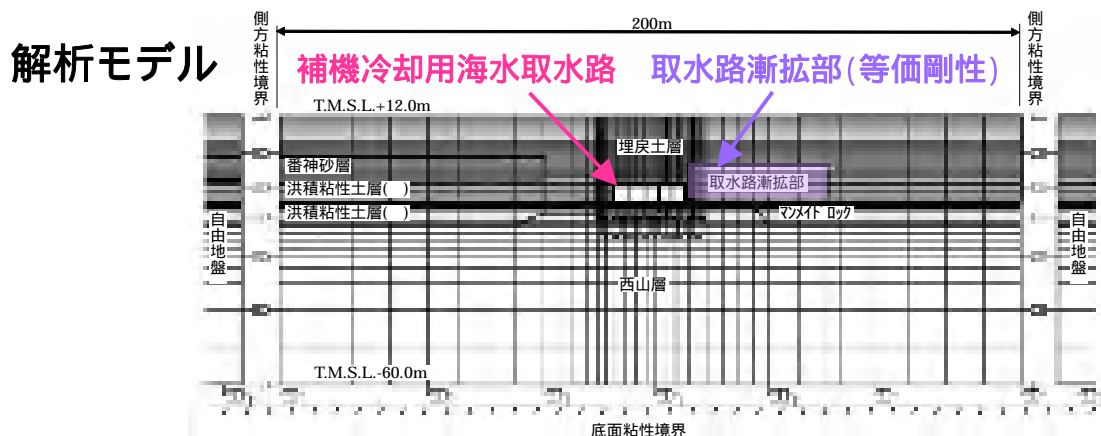 解析モデル
側方粘性境界
200m
側方粘性境界
補機冷却用海水取水路
取水路漸拡部(等価剛性)
T.M.S.L.+12.0m
埋戻土層
番神砂層
取水路漸拡部
洪積粘性土層( )
洪積粘性土層( )
マンメイドロック
自由地盤
自由地盤
西山層
T.M.S.L.-60.0m
底面粘性境界